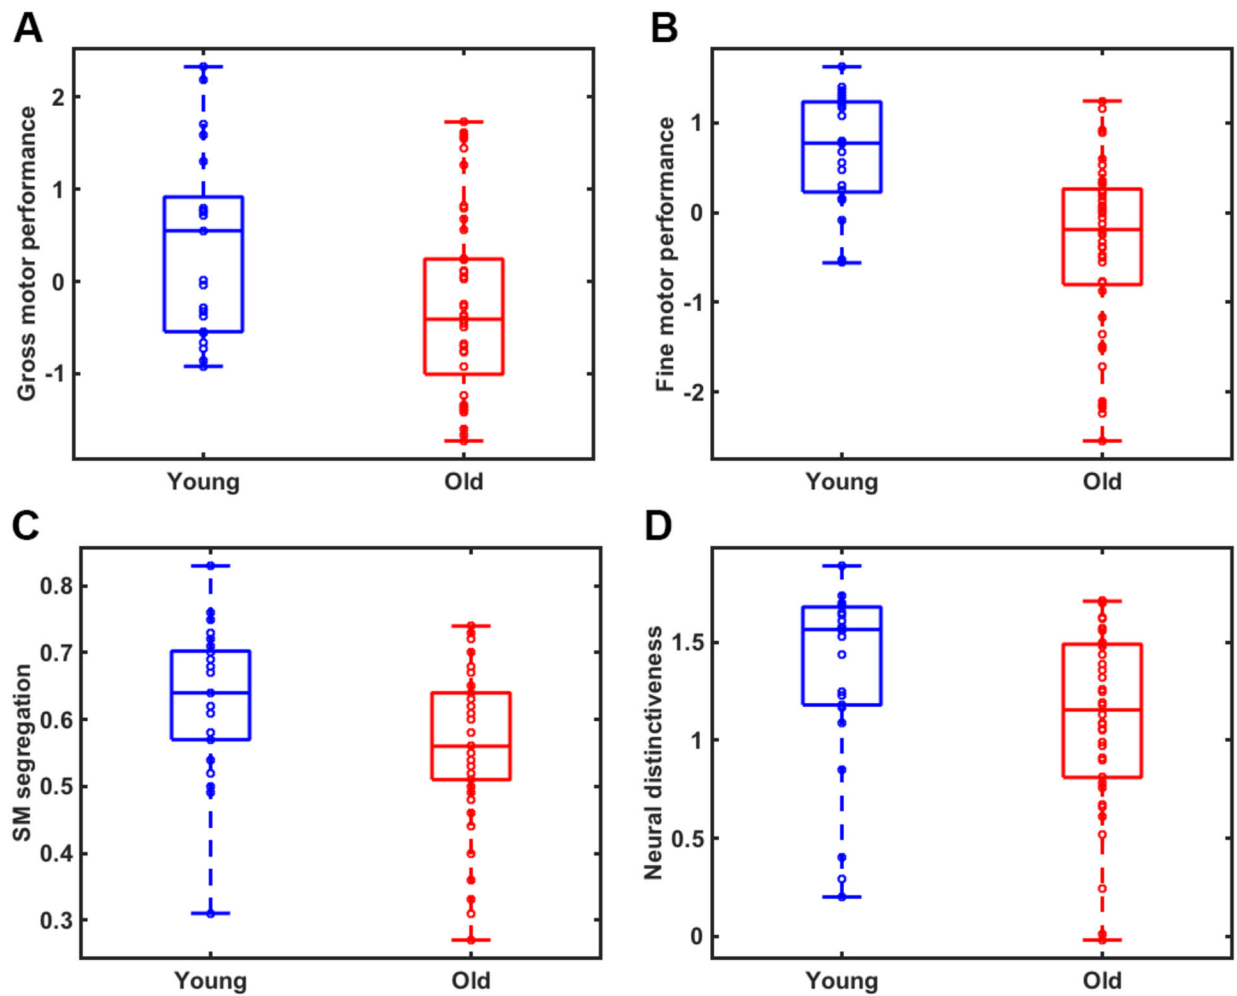 A
Gross motor performance
2
1
0
-1
Young
Old
B
Fine motor performance
1
0
-1
-2
Young
Old
C
SM segregation
0.8
0.7
0.6
0.5
0.4
0.3
Young
Old
D
Neural distinctiveness
1.5
1
0.5
0
Young
Old